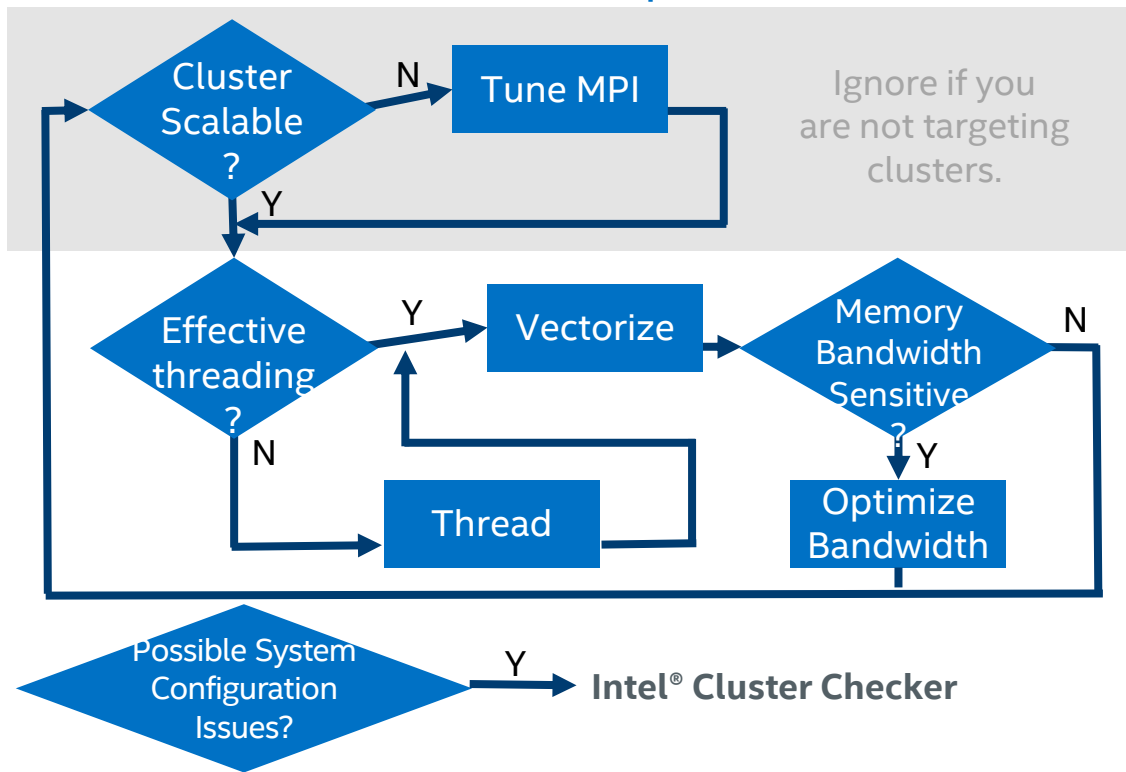 Cluster
Scalable
?
N
Tune MPI
Ignore if you
are not targeting
clusters.
Y
Effective
threading
?
Y
Vectorize
Memory
Bandwidth
Sensitive
?
N
N
Y
Thread
Optimize
Bandwidth
Possible System
Configuration
Issues?
Y
Intel® Cluster Checker